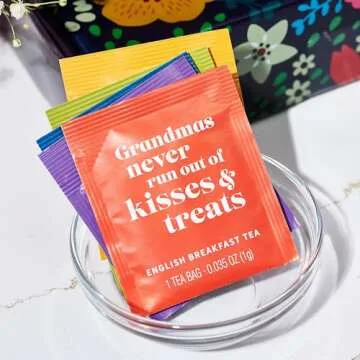 Grandmas
never
run out of
kisses &
treats
ENGLISH BREAKFAST TEA
1 TEA BAG • 0.035 OZ (1g)